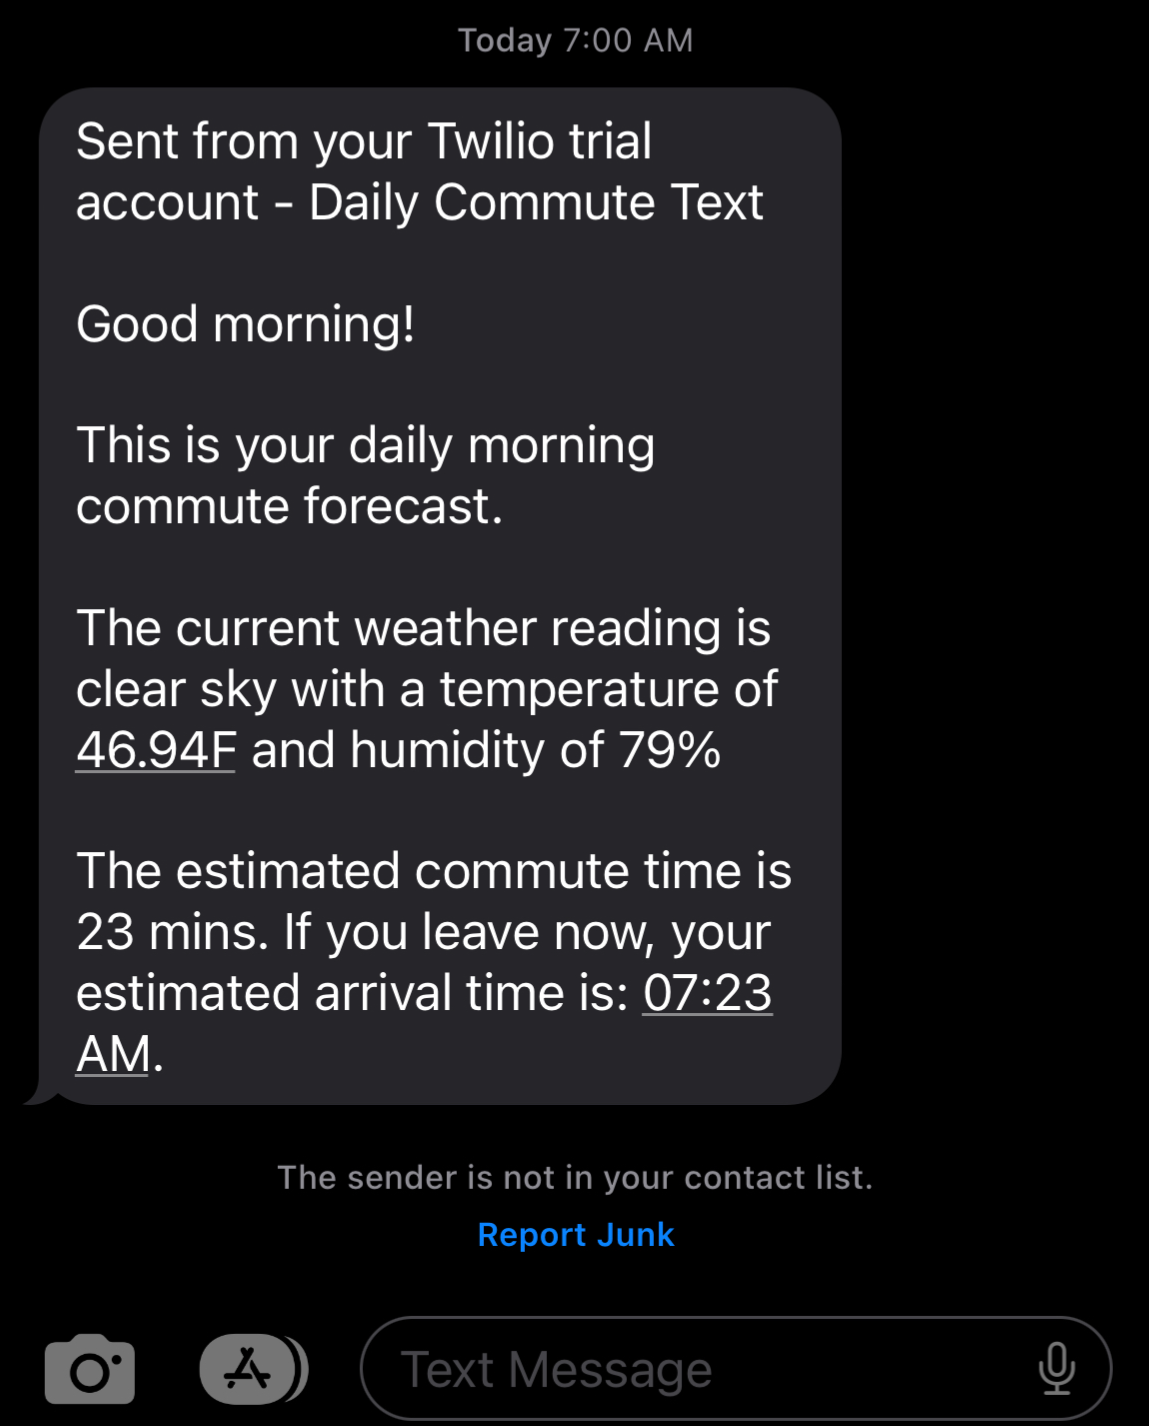 Today 7:00 AM
Sent from your Twilio trial
account - Daily Commute Text
Good morning!
This is your daily morning
commute forecast.
The current weather reading is
clear sky with a temperature of
46.94F and humidity of 79%
The estimated commute time is
23 mins. If you leave now, your
estimated arrival time is: 07:23
AM.
The sender is not in your contact list.
Report Junk
Text Message